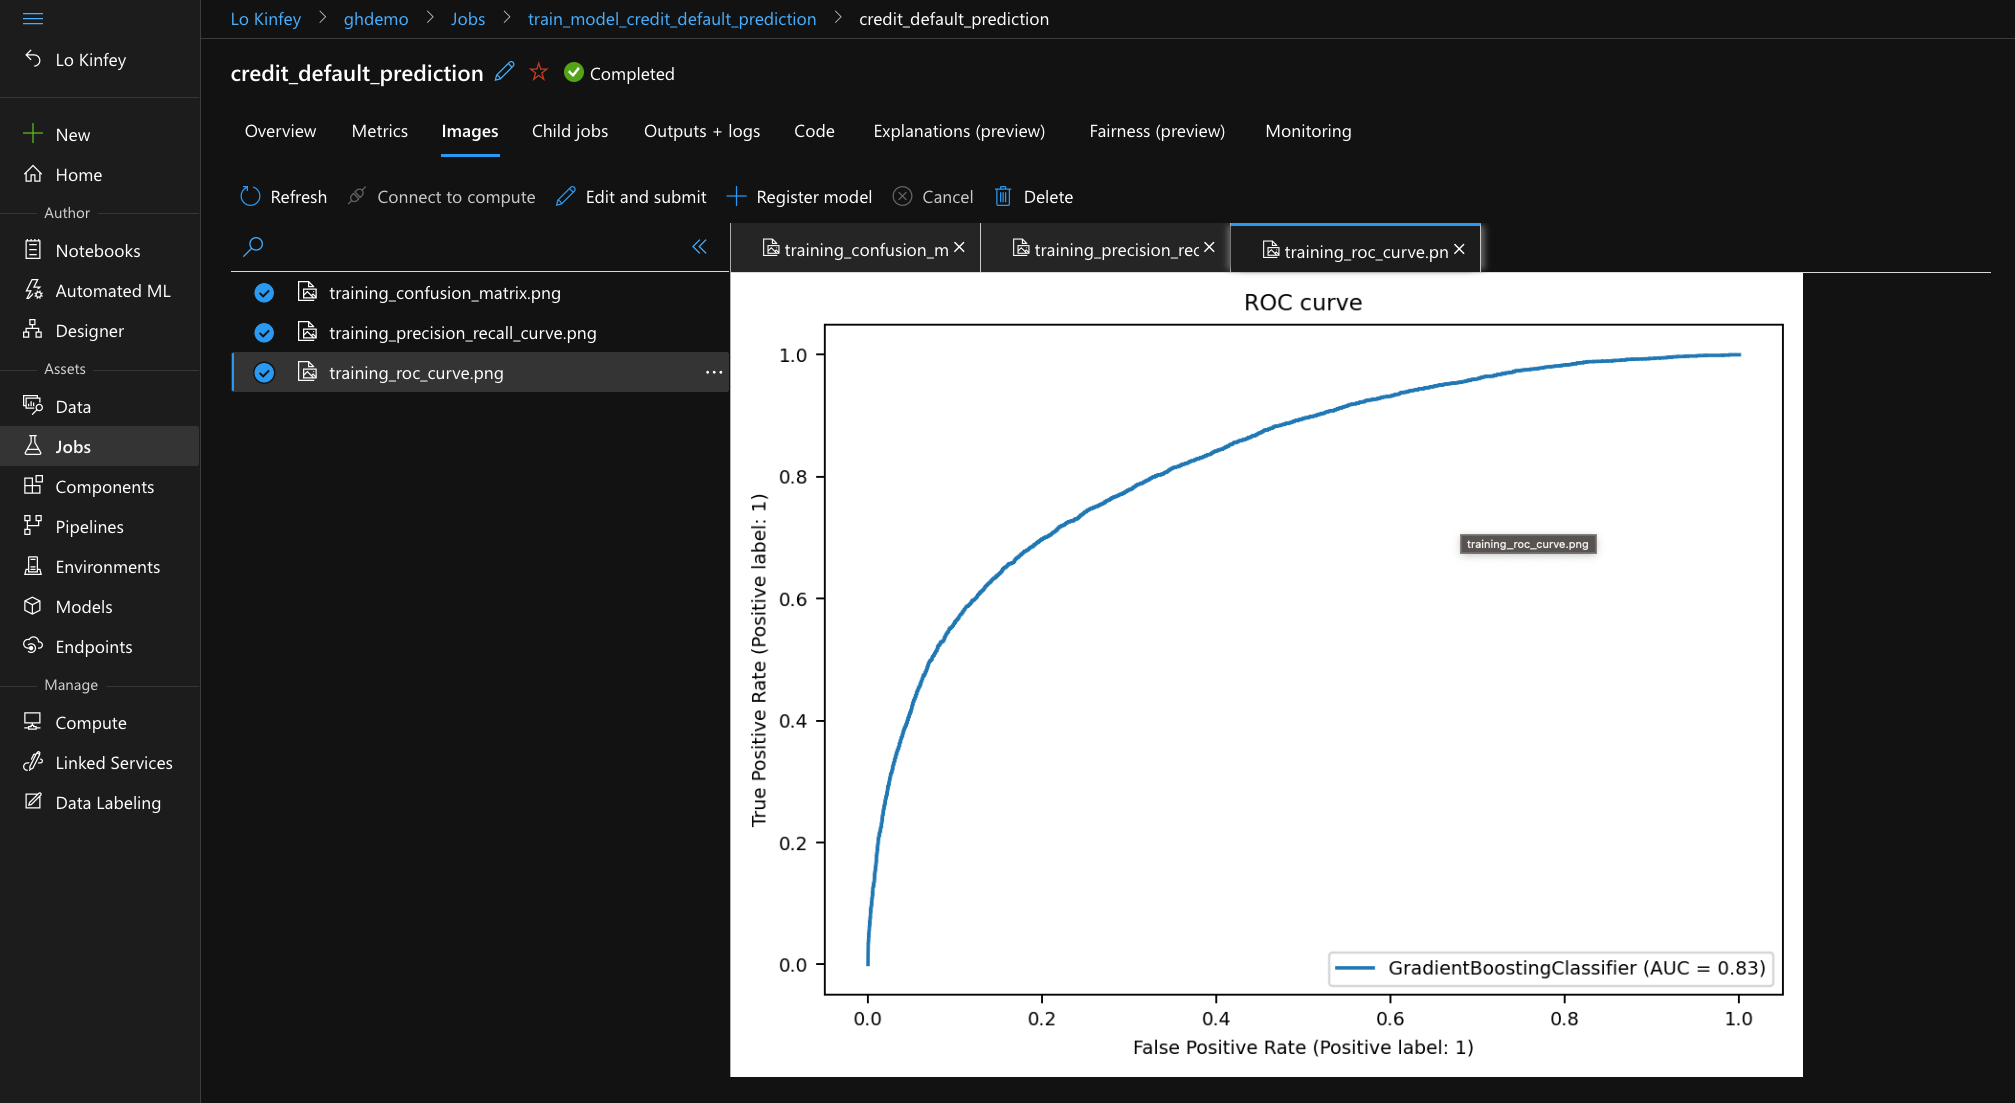 Lo Kinfey > ghdemo > Jobs > train_model_credit_default_prediction > credit_default_prediction
Lo Kinfey
credit_default_prediction Completed
Overview Metrics Images Child jobs Outputs + logs Code Explanations (preview) Fairness (preview) Monitoring
Refresh Connect to compute Edit and submit Register model Cancel Delete
New
Home
Author
Notebooks
Automated ML
Designer
Assets
Data
Jobs
Components
Pipelines
Environments
Models
Endpoints
Manage
Compute
Linked Services
Data Labeling
training_confusion_matrix.png
training_precision_recall_curve.png
training_roc_curve.png
training_confusion_m training_precision_rec training_roc_curve.pn
ROC curve
True Positive Rate (Positive label: 1)
1.0
0.8
0.6
0.4
0.2
0.0
training_roc_curve.png
GradientBoostingClassifier (AUC = 0.83)
0.0 0.2 0.4 0.6 0.8 1.0
False Positive Rate (Positive label: 1)